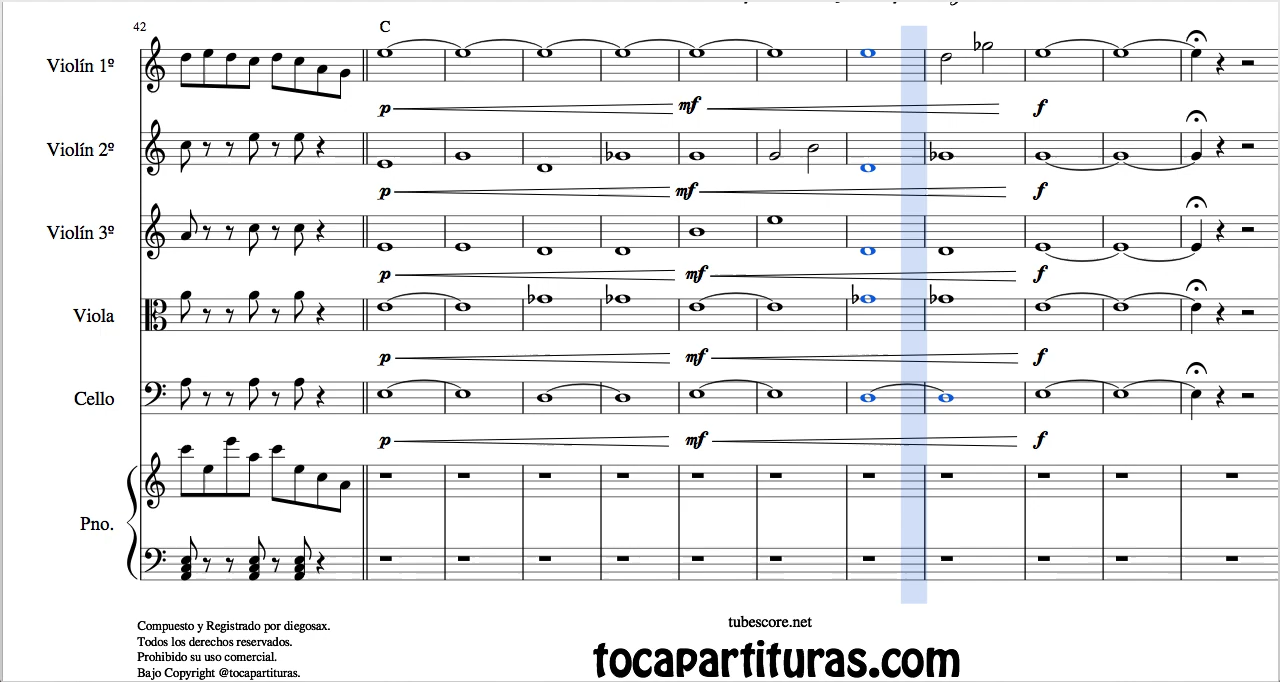 42
C
Violín 1º
p mf f
Violín 2º
p mf f
Violín 3º
p mf f
Viola
p mf f
Cello
p mf f
Pno.
Compuesto y Registrado por diegosax.
Todos los derechos reservados.
Prohibido su uso comercial.
Bajo Copyright @tocapartituras.
tubescore.net
tocapartituras.com